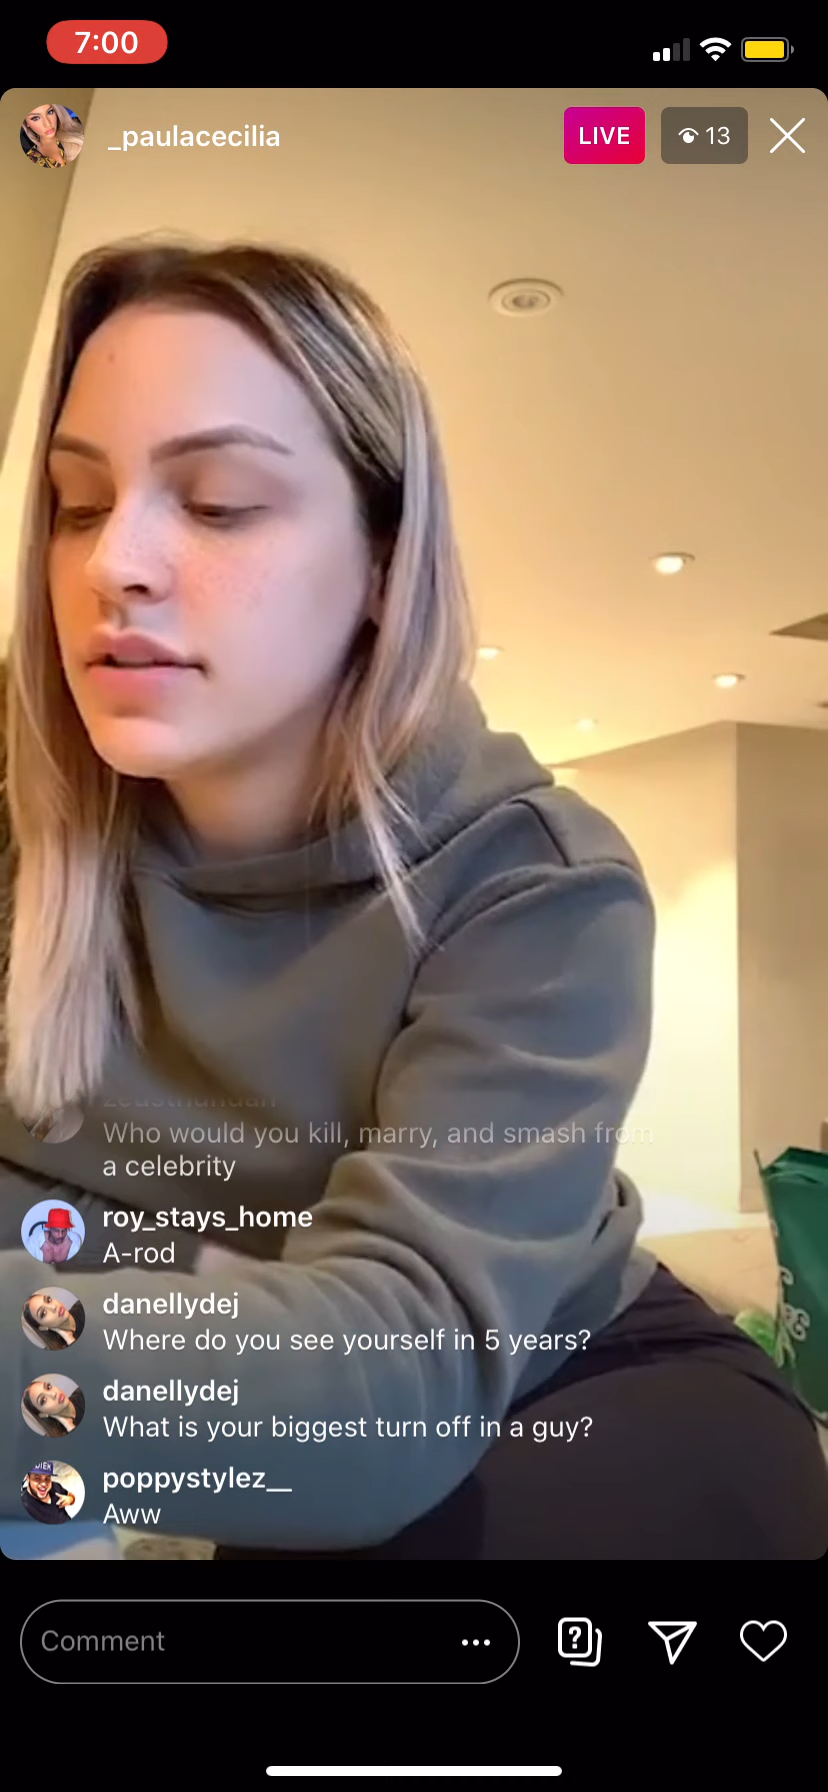 7:00
_paulacecilia
LIVE
13
Who would you kill, marry, and smash from
a celebrity
roy_stays_home
A-rod
danellydej
Where do you see yourself in 5 years?
danellydej
What is your biggest turn off in a guy?
poppystylez__
Aww
Comment